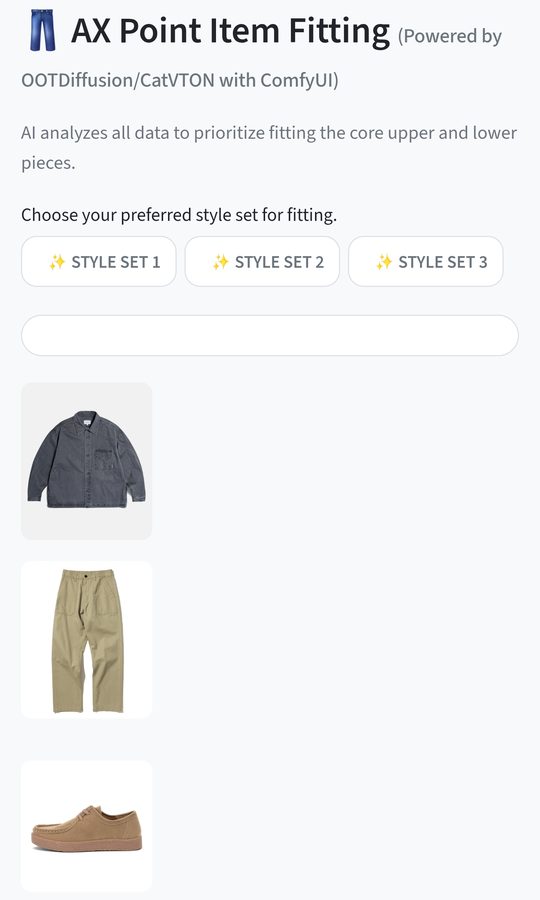 AX Point Item Fitting (Powered by
OOTDiffusion/CatVTON with ComfyUI)
AI analyzes all data to prioritize fitting the core upper and lower
pieces.
Choose your preferred style set for fitting.
✨ STYLE SET 1
✨ STYLE SET 2
✨ STYLE SET 3